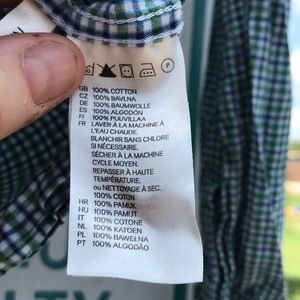 GB 100% COTTON
CZ 100% BAVLNA
DE 100% BAUMWOLLE
ES 100% ALGODÓN
FI 100% PUUVILLAA
FR LAVER À LA MACHINE À
L'EAU CHAUDE.
BLANCHIR SANS CHLORE
SI NÉCESSAIRE.
SÉCHER À LA MACHINE
CYCLE MOYEN.
REPASSER À HAUTE
TEMPÉRATURE.
ou NETTOYAGE À SEC.
100% COTON
HR 100% PAMUK
HU 100% PAMUT
IT 100% COTONE
NL 100% KATOEN
PL 100% BAWEŁNA
PT 100% ALGODÃO